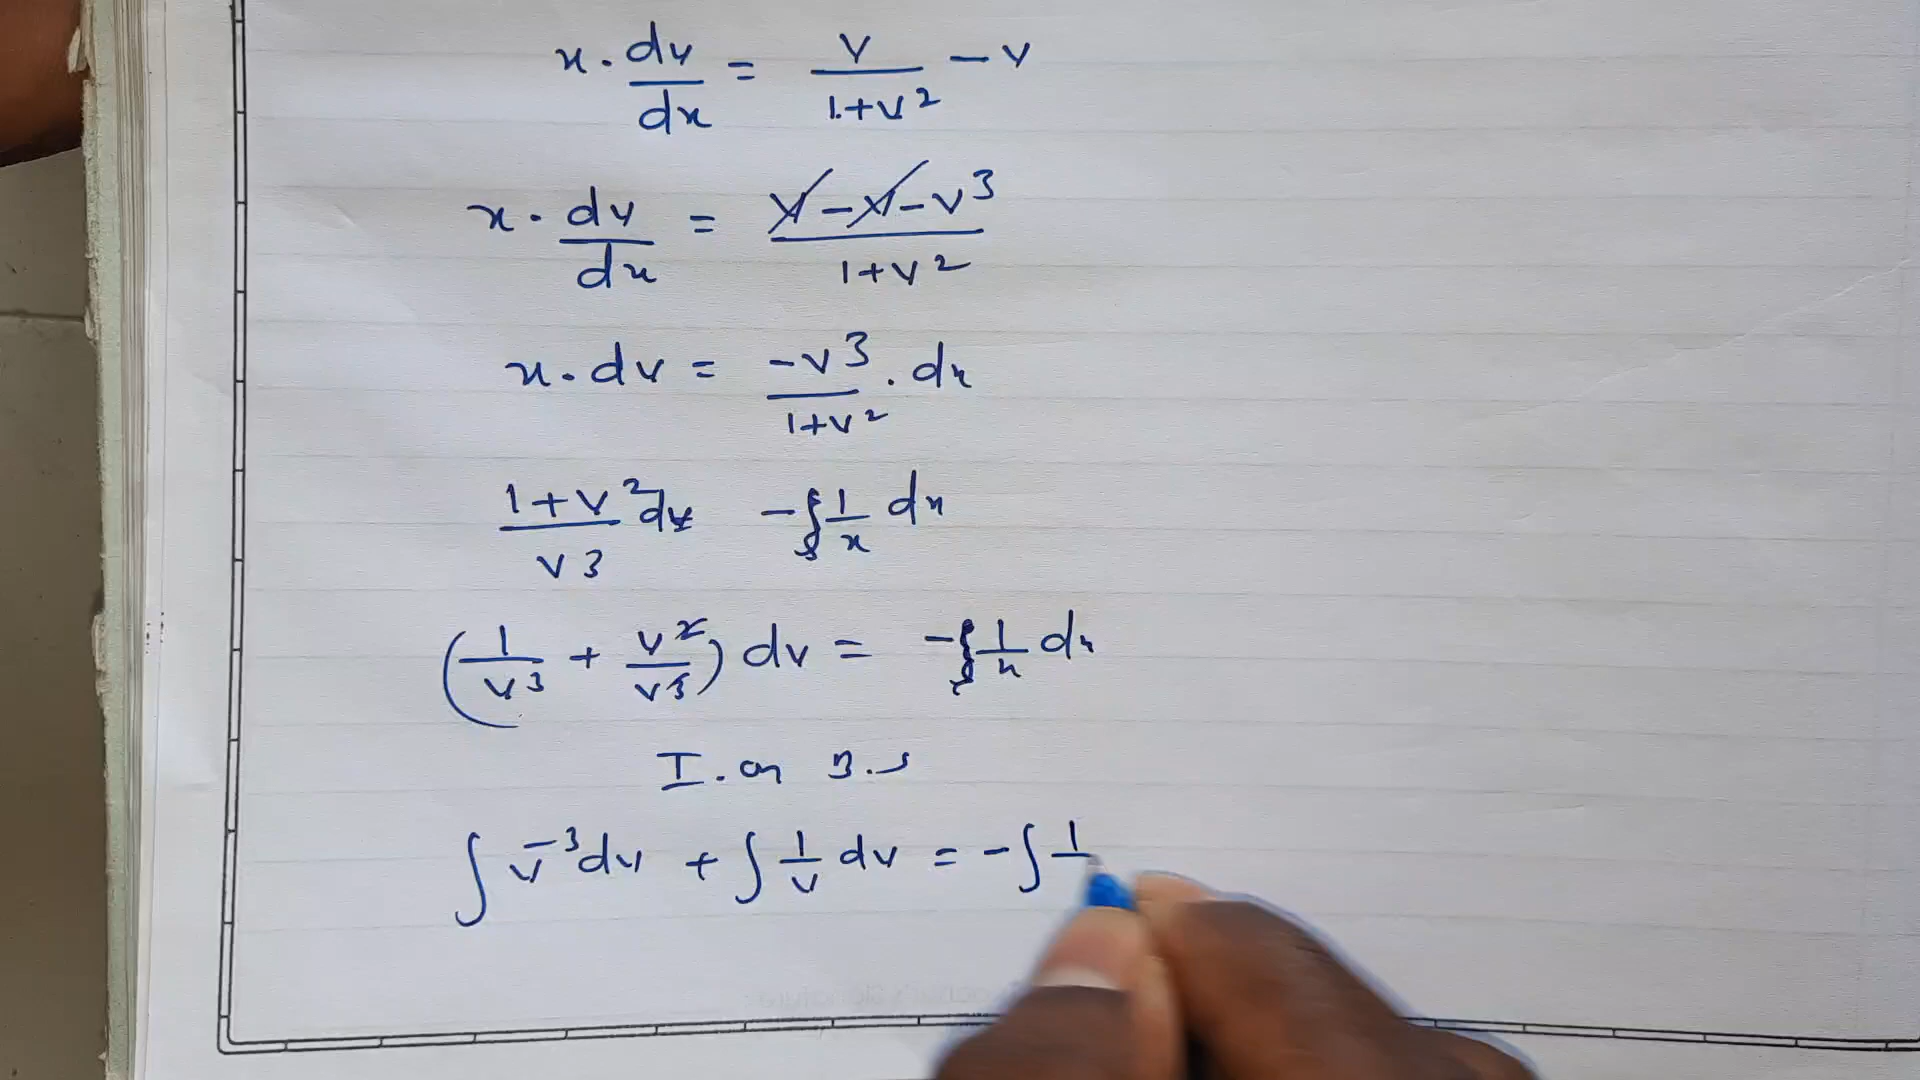 x · dv/dx = v/(1+v²) − v
x · dv/dx = (v − v − v³)/(1+v²)
x · dv = −v³/(1+v²) · dx
(1+v²)/v³ dv − ∫ 1/x dx
(1/v³ + v²/v³) dv = − ∫ 1/x dx
I. on B.S
∫ v⁻³ dv + ∫ 1/v dv = − ∫ 1